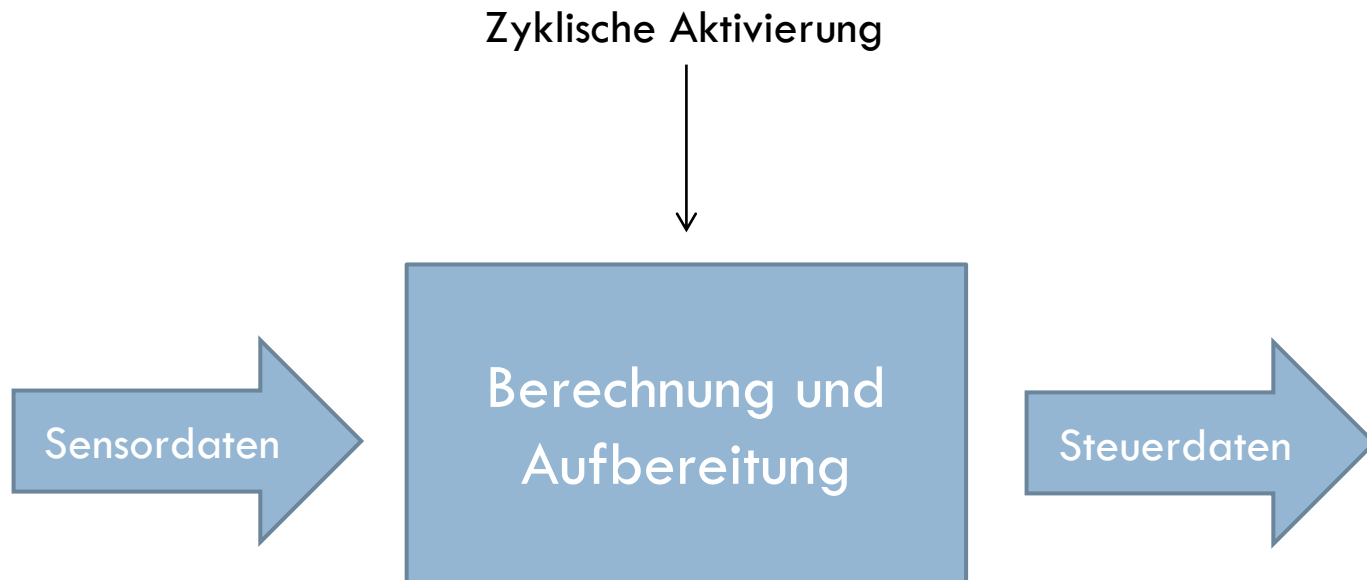 Zyklische Aktivierung
Sensordaten
Berechnung und
Aufbereitung
Steuerdaten